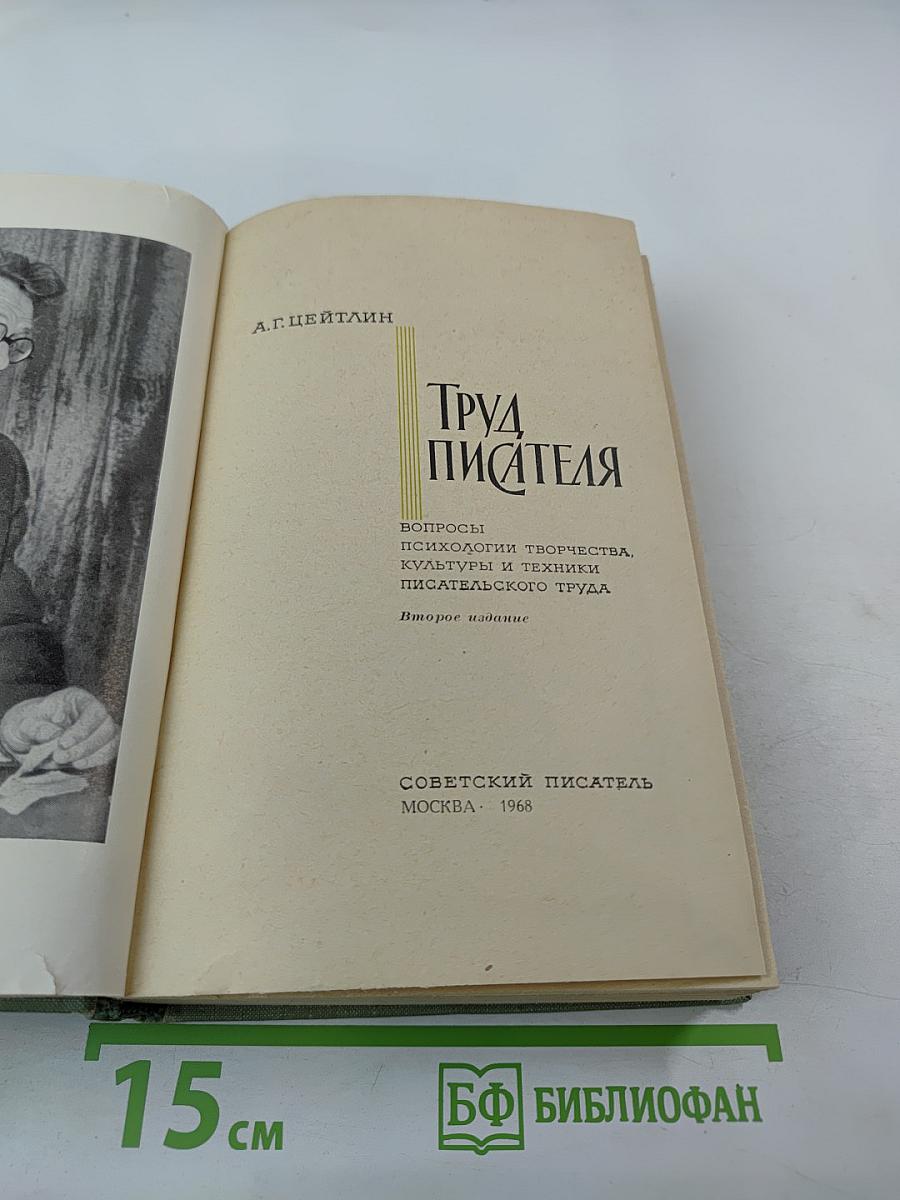 А. Г. ЦЕЙТЛИН
ТРУД
ПИСАТЕЛЯ
ВОПРОСЫ
ПСИХОЛОГИИ ТВОРЧЕСТВА,
КУЛЬТУРЫ И ТЕХНИКИ
ПИСАТЕЛЬСКОГО ТРУДА
Второе издание
СОВЕТСКИЙ ПИСАТЕЛЬ
МОСКВА · 1968
15 см
БФ БИБЛИОФАН